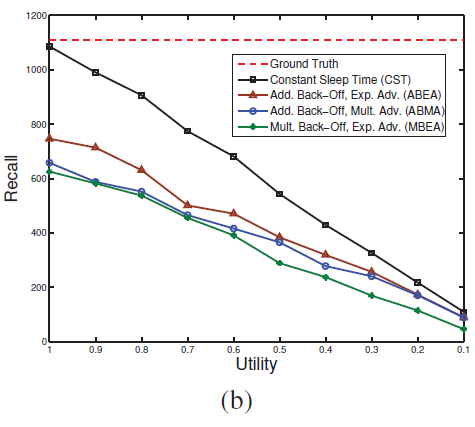 1200
1000
800
600
400
200
0
Recall
Ground Truth
Constant Sleep Time (CST)
Add. Back−Off, Exp. Adv. (ABEA)
Add. Back−Off, Mult. Adv. (ABMA)
Mult. Back−Off, Exp. Adv. (MBEA)
1 0.9 0.8 0.7 0.6 0.5 0.4 0.3 0.2 0.1
Utility
(b)